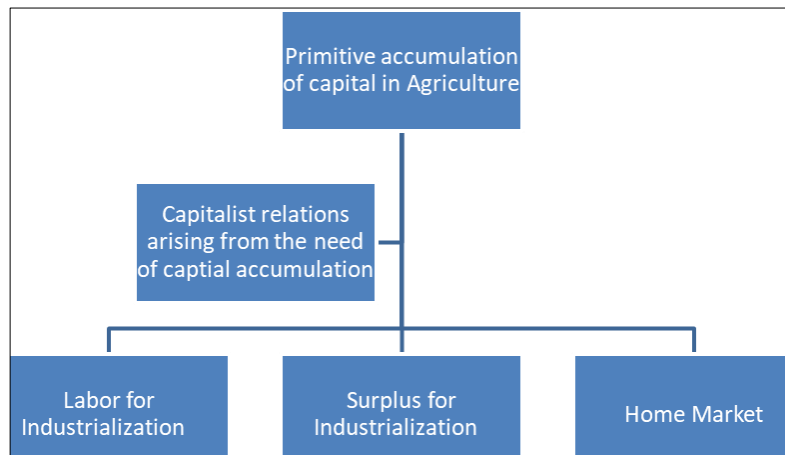 Primitive accumulation
of capital in Agriculture
Capitalist relations
arising from the need
of captial accumulation
Labor for
Industrialization
Surplus for
Industrialization
Home Market